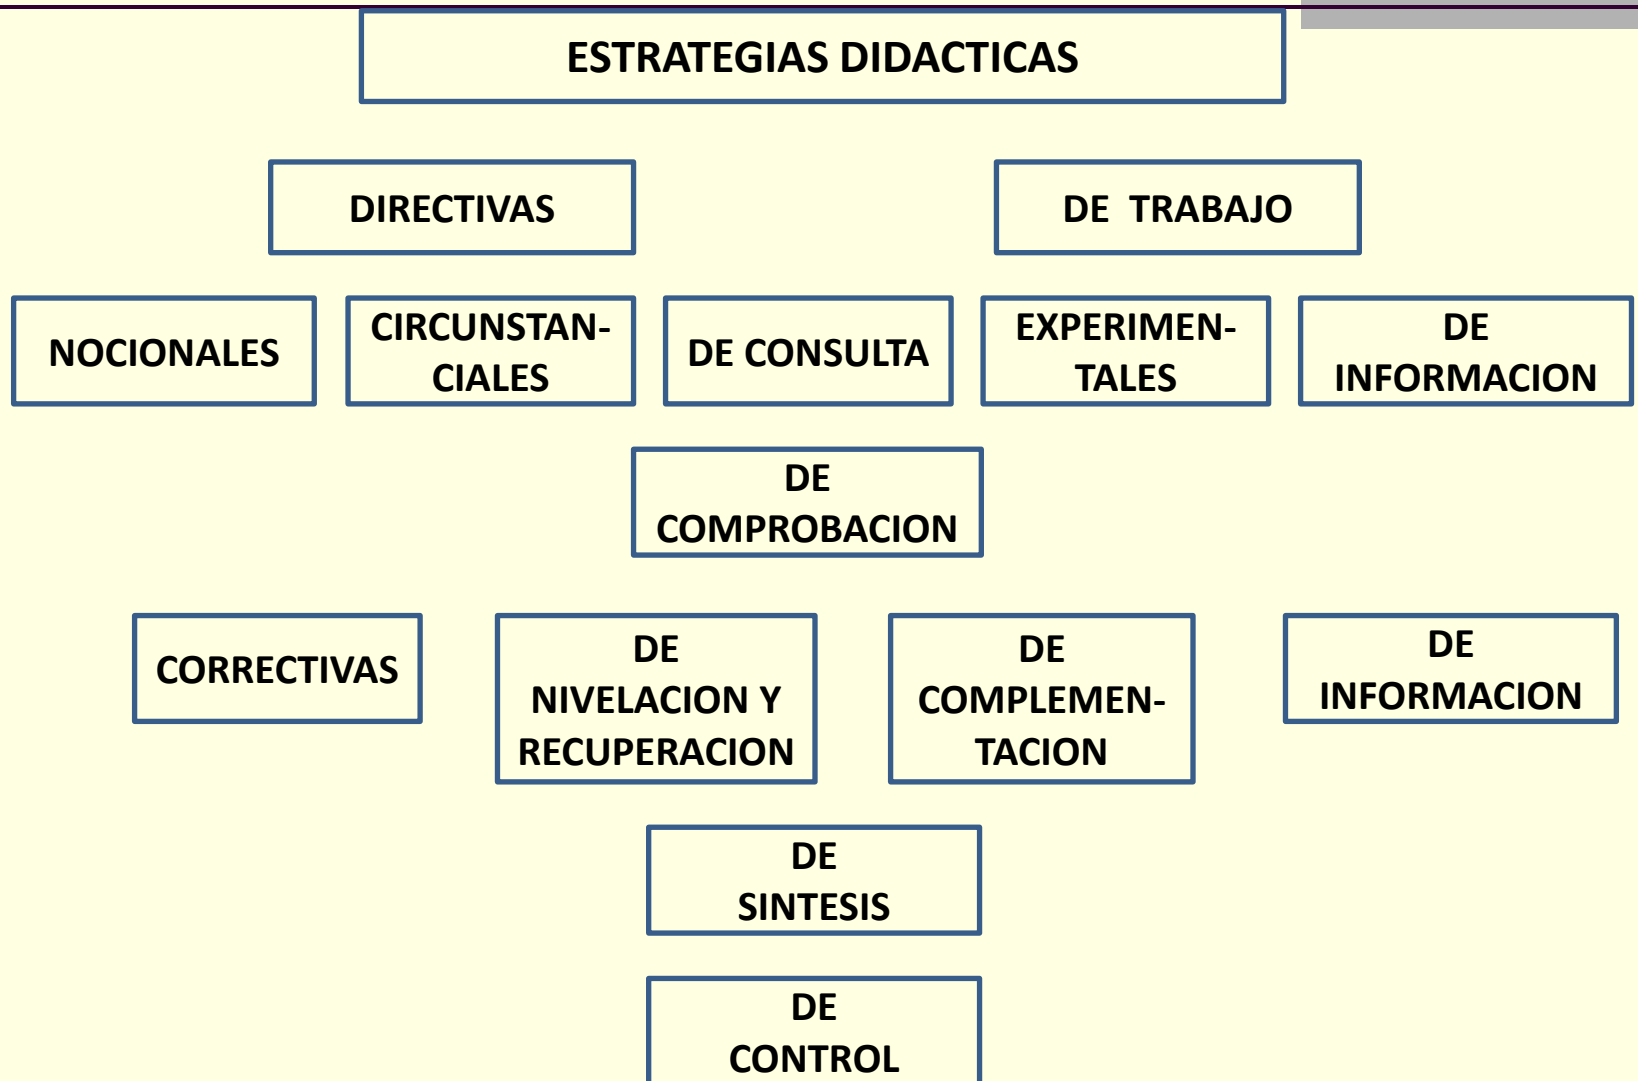 ESTRATEGIAS DIDACTICAS
DIRECTIVAS
DE TRABAJO
NOCIONALES
CIRCUNSTAN-
CIALES
DE CONSULTA
EXPERIMEN-
TALES
DE
INFORMACION
DE
COMPROBACION
CORRECTIVAS
DE
NIVELACION Y
RECUPERACION
DE
COMPLEMEN-
TACION
DE
INFORMACION
DE
SINTESIS
DE
CONTROL